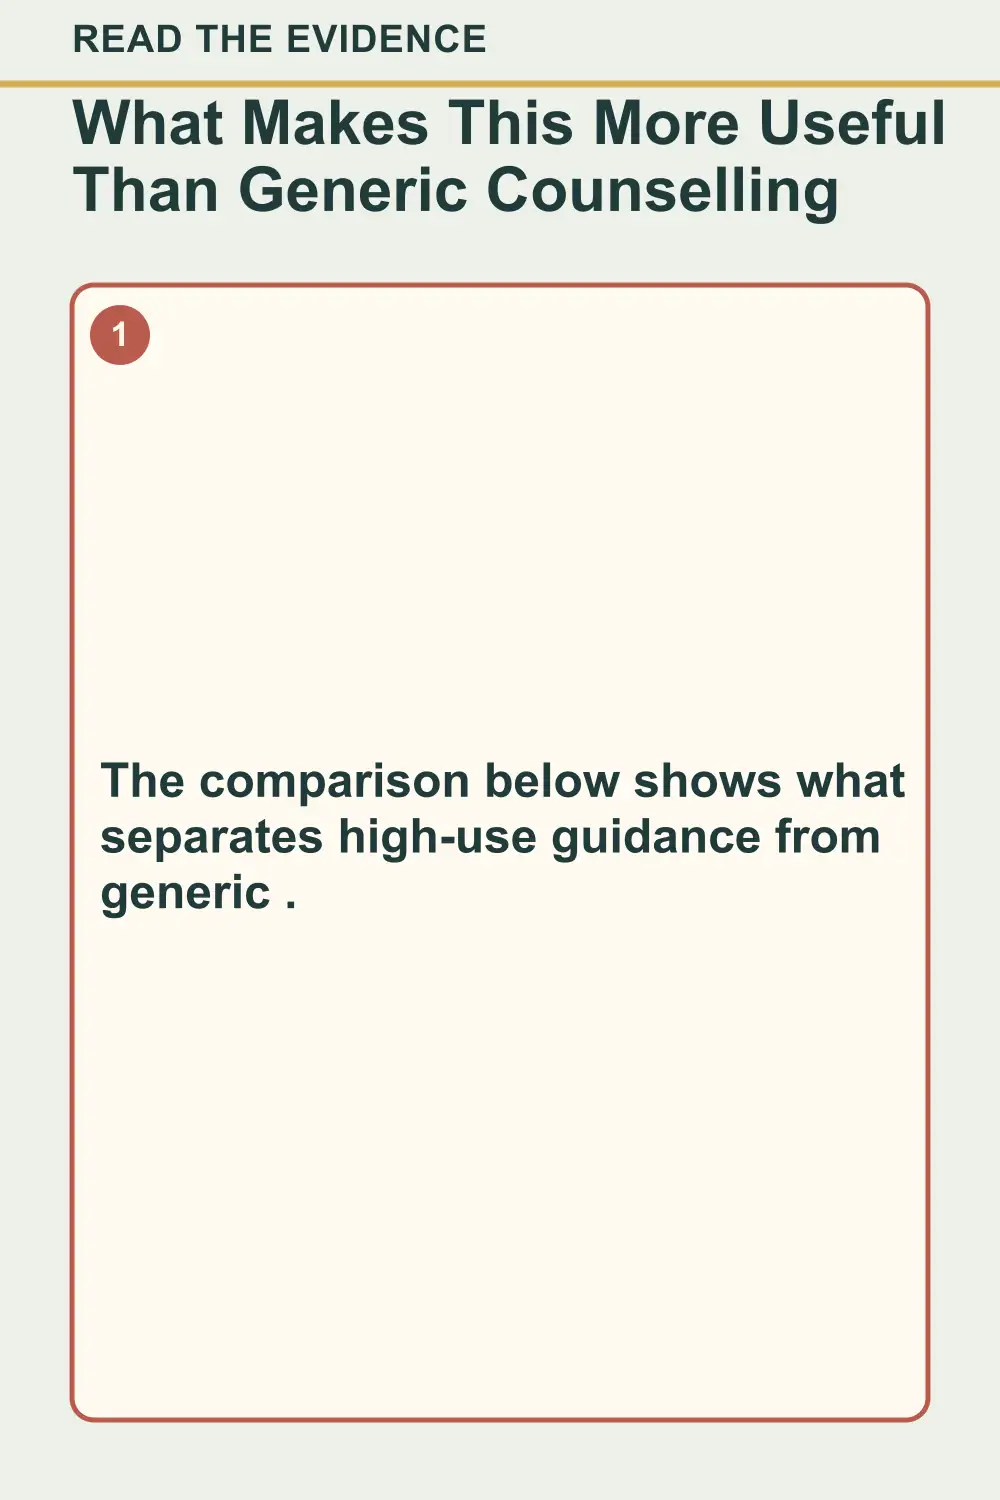 READ THE EVIDENCE
What Makes This More Useful
Than Generic Counselling
1
The comparison below shows what
separates high-use guidance from
generic .